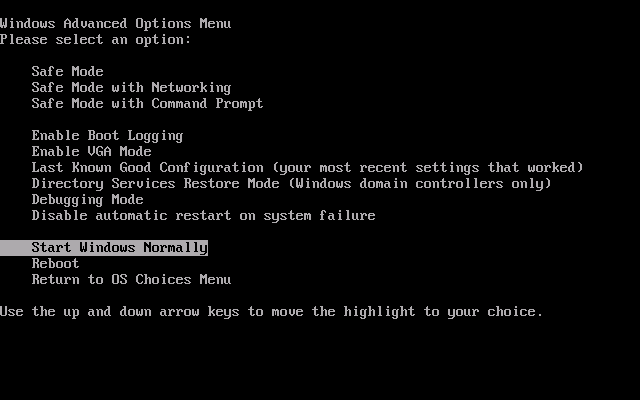 Windows Advanced Options Menu
Please select an option:
Safe Mode
Safe Mode with Networking
Safe Mode with Command Prompt
Enable Boot Logging
Enable VGA Mode
Last Known Good Configuration (your most recent settings that worked)
Directory Services Restore Mode (Windows domain controllers only)
Debugging Mode
Disable automatic restart on system failure
Start Windows Normally
Reboot
Return to OS Choices Menu
Use the up and down arrow keys to move the highlight to your choice.